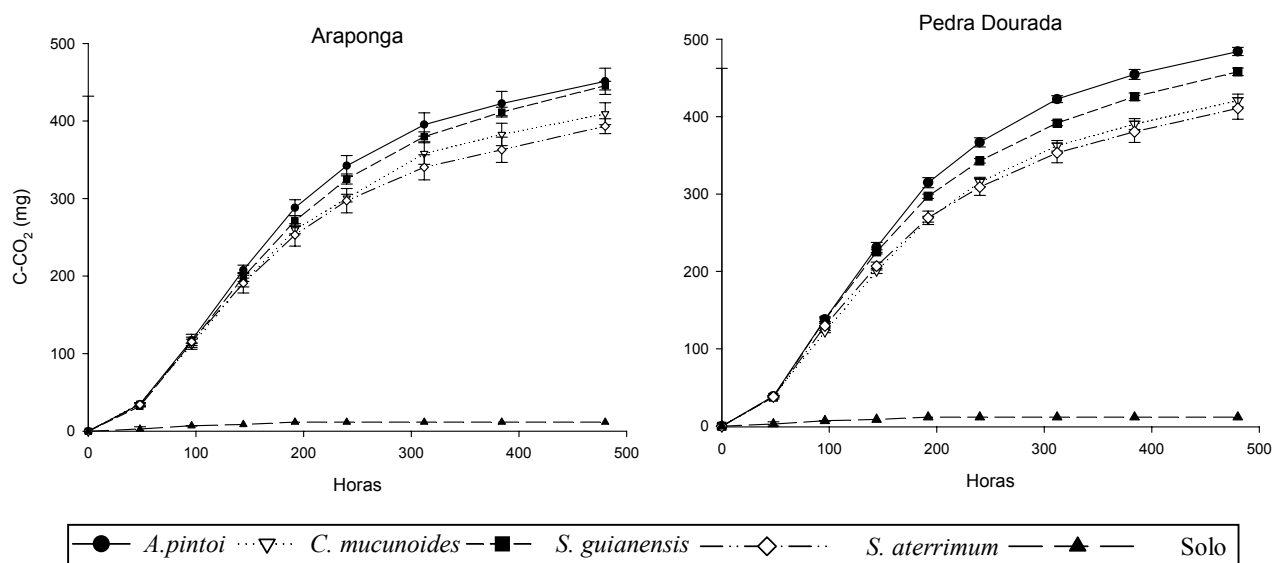 Araponga
Pedra Dourada
C-CO₂ (mg)
500
400
300
200
100
0
0 100 200 300 400 500
Horas
500
400
300
200
100
0
0 100 200 300 400 500
Horas
A.pintoi C. mucunoides S. guianensis S. aterrimum Solo